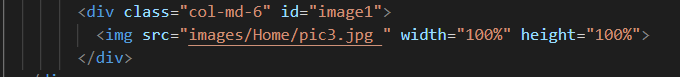 <div class="col-md-6" id="image1">
<img src="images/Home/pic3.jpg " width="100%" height="100%">
</div>